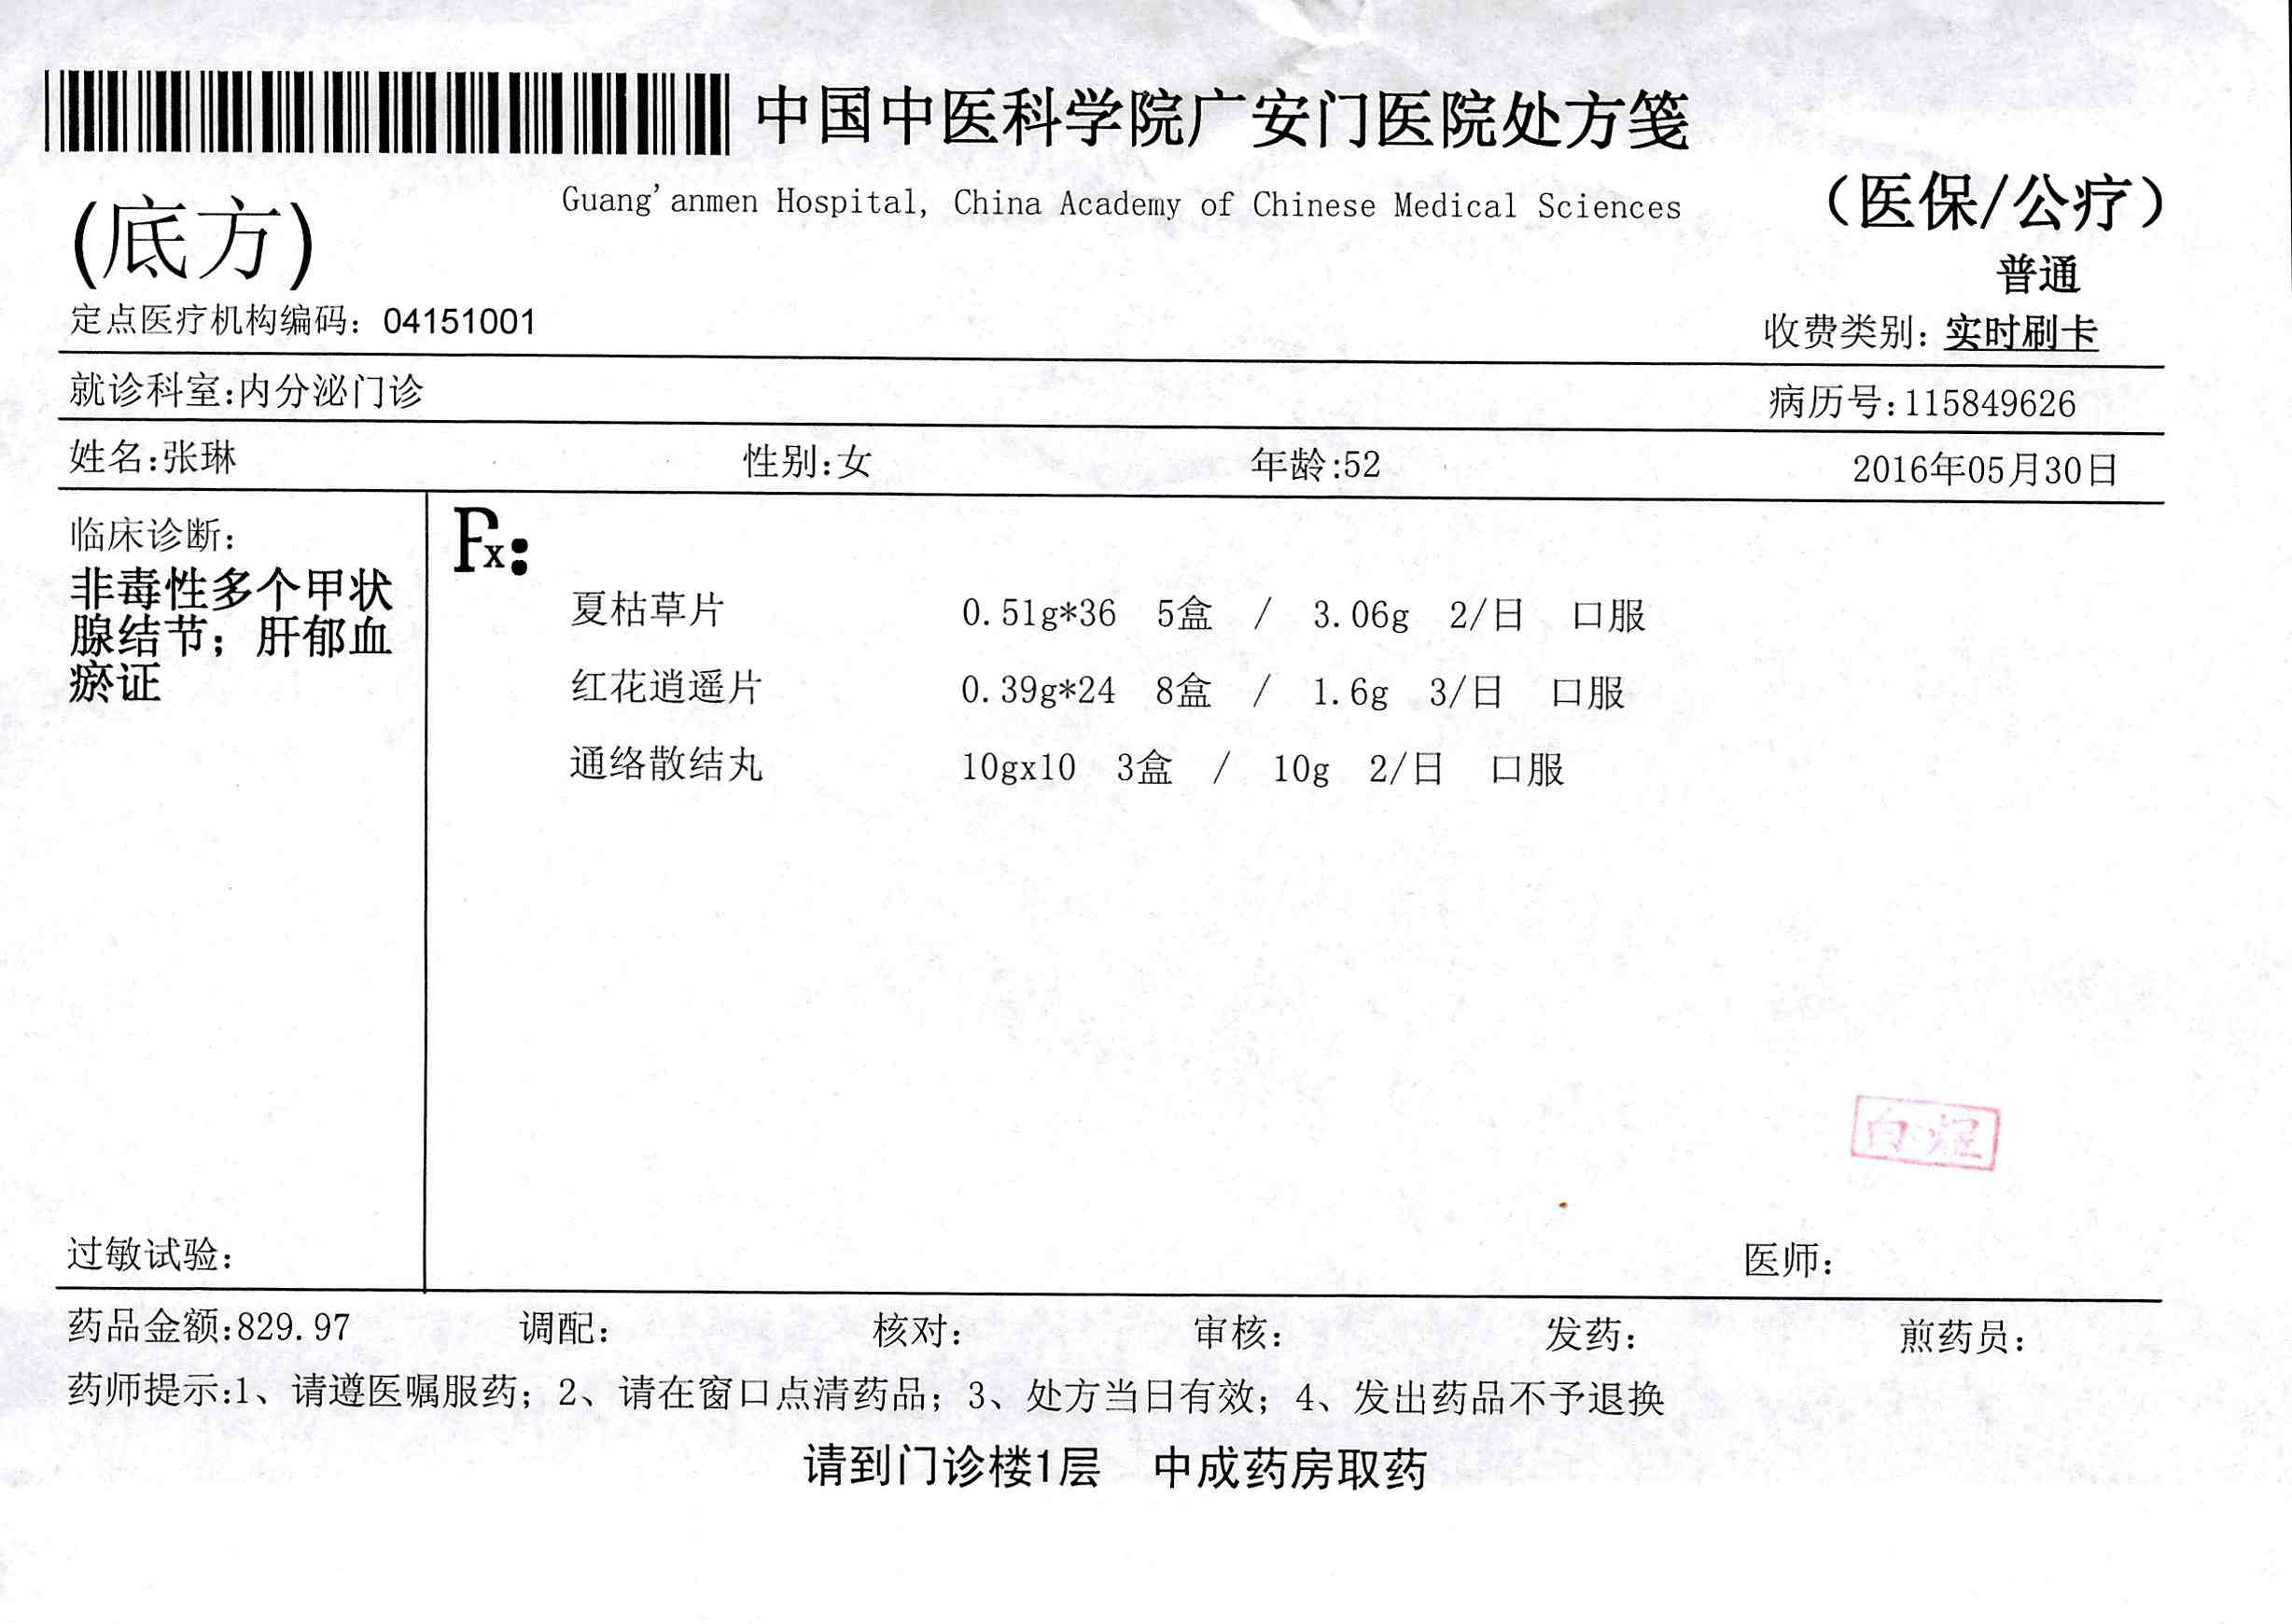 中国中医科学院广安门医院处方笺
Guang'anmen Hospital, China Academy of Chinese Medical Sciences
(底方)
（医保/公疗）
普通
定点医疗机构编码：04151001
收费类别：实时刷卡
就诊科室:内分泌门诊
病历号:115849626
姓名:张琳 性别:女 年龄:52 2016年05月30日
临床诊断：
非毒性多个甲状
腺结节；肝郁血
瘀证
Rx:
夏枯草片 0.51g*36 5盒 / 3.06g 2/日 口服
红花逍遥片 0.39g*24 8盒 / 1.6g 3/日 口服
通络散结丸 10gx10 3盒 / 10g 2/日 口服
过敏试验：
医师：
药品金额:829.97 调配： 核对： 审核： 发药： 煎药员：
药师提示:1、请遵医嘱服药；2、请在窗口点清药品；3、处方当日有效；4、发出药品不予退换
请到门诊楼1层 中成药房取药